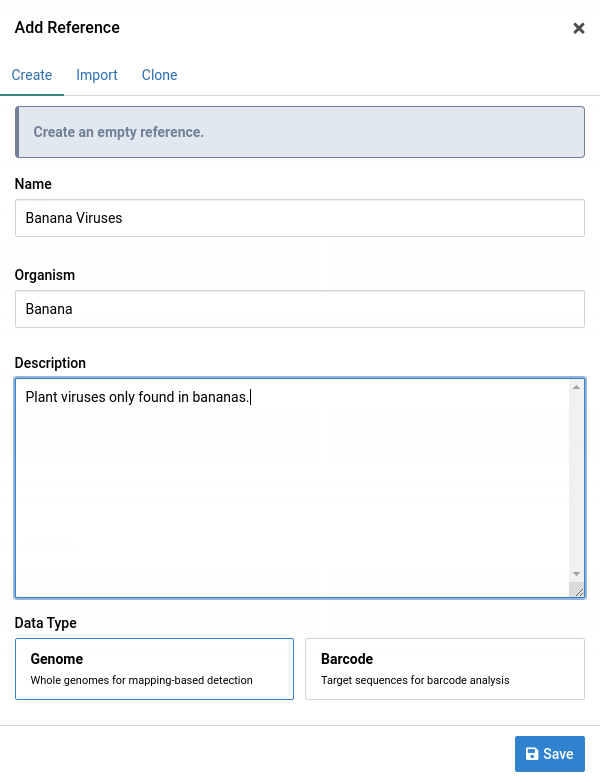 Add Reference
Create Import Clone
Create an empty reference.
Name
Banana Viruses
Organism
Banana
Description
Plant viruses only found in bananas.
Data Type
Genome Barcode
Whole genomes for mapping-based detection Target sequences for barcode analysis
Save